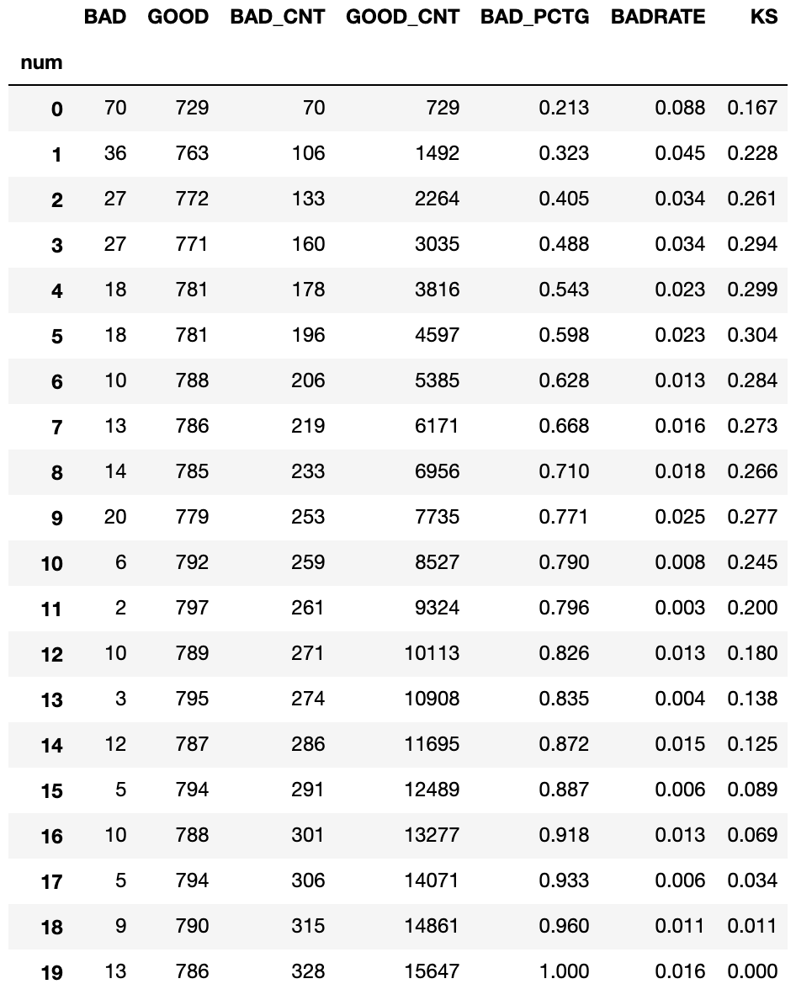 BAD GOOD BAD_CNT GOOD_CNT BAD_PCTG BADRATE KS
num
0 70 729 70 729 0.213 0.088 0.167
1 36 763 106 1492 0.323 0.045 0.228
2 27 772 133 2264 0.405 0.034 0.261
3 27 771 160 3035 0.488 0.034 0.294
4 18 781 178 3816 0.543 0.023 0.299
5 18 781 196 4597 0.598 0.023 0.304
6 10 788 206 5385 0.628 0.013 0.284
7 13 786 219 6171 0.668 0.016 0.273
8 14 785 233 6956 0.710 0.018 0.266
9 20 779 253 7735 0.771 0.025 0.277
10 6 792 259 8527 0.790 0.008 0.245
11 2 797 261 9324 0.796 0.003 0.200
12 10 789 271 10113 0.826 0.013 0.180
13 3 795 274 10908 0.835 0.004 0.138
14 12 787 286 11695 0.872 0.015 0.125
15 5 794 291 12489 0.887 0.006 0.089
16 10 788 301 13277 0.918 0.013 0.069
17 5 794 306 14071 0.933 0.006 0.034
18 9 790 315 14861 0.960 0.011 0.011
19 13 786 328 15647 1.000 0.016 0.000